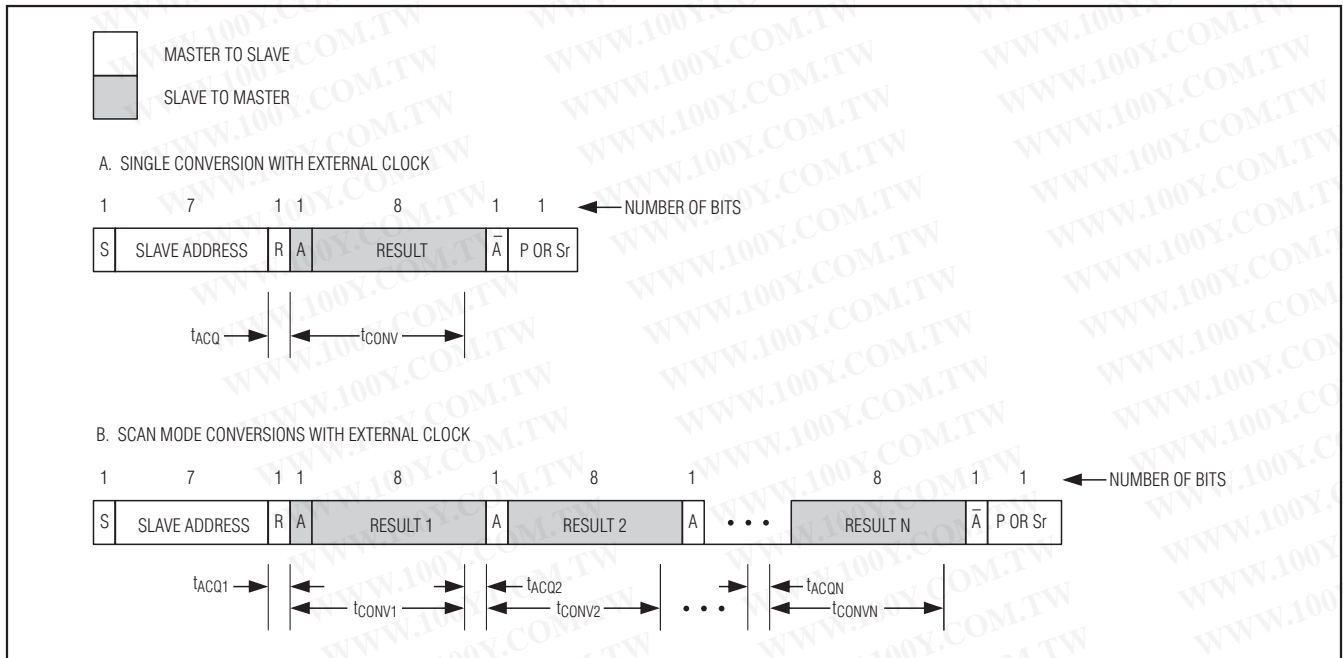 MASTER TO SLAVE
SLAVE TO MASTER
A. SINGLE CONVERSION WITH EXTERNAL CLOCK
1 7 1 1 8 1 1 NUMBER OF BITS
S SLAVE ADDRESS R A RESULT A̅ P OR Sr
tACQ tCONV
B. SCAN MODE CONVERSIONS WITH EXTERNAL CLOCK
1 7 1 1 8 1 8 1 8 1 1 NUMBER OF BITS
S SLAVE ADDRESS R A RESULT 1 A RESULT 2 A • • • RESULT N A̅ P OR Sr
tACQ1 tACQ2 tACQN
tCONV1 tCONV2 • • • tCONVN
WWW.100Y.COM.TW